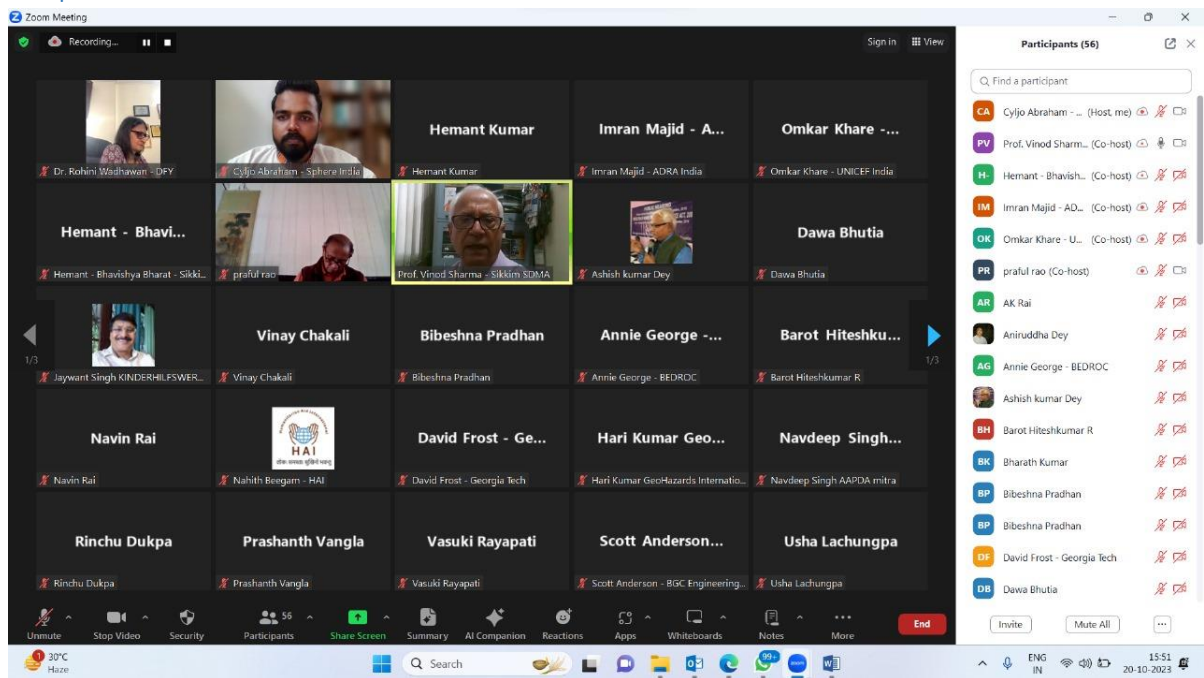 Zoom Meeting
Recording...
Sign in
View
Dr. Rohini Wadhawan - DFY
Cyljo Abraham - Sphere India
Hemant Kumar
Hemant Kumar
Imran Majid - A...
Imran Majid - ADRA India
Omkar Khare -...
Omkar Khare - UNICEF India
Hemant - Bhavi...
Hemant - Bhavishya Bharat - Sikki...
praful rao
Prof. Vinod Sharma - Sikkim SDMA
Ashish kumar Dey
Dawa Bhutia
Dawa Bhutia
1/3
Jaywant Singh KINDERHILFSWER...
Vinay Chakali
Vinay Chakali
Bibeshna Pradhan
Bibeshna Pradhan
Annie George -...
Annie George - BEDROC
Barot Hiteshku...
Barot Hiteshkumar R
1/3
Navin Rai
Navin Rai
HAI
Nahith Beegam - HAI
David Frost - Ge...
David Frost - Georgia Tech
Hari Kumar Geo...
Hari Kumar GeoHazards Internatio...
Navdeep Singh...
Navdeep Singh AAPDA mitra
Rinchu Dukpa
Rinchu Dukpa
Prashanth Vangla
Prashanth Vangla
Vasuki Rayapati
Vasuki Rayapati
Scott Anderson...
Scott Anderson - BGC Engineering...
Usha Lachungpa
Usha Lachungpa
Unmute
Stop Video
Security
56
Participants
Share Screen
Summary
AI Companion
Reactions
Apps
Whiteboards
Notes
More
End
Participants (56)
Find a participant
CA Cyljo Abraham - ... (Host, me)
PV Prof. Vinod Sharm... (Co-host)
H- Hemant - Bhavish... (Co-host)
IM Imran Majid - AD... (Co-host)
OK Omkar Khare - U... (Co-host)
PR praful rao (Co-host)
AR AK Rai
Aniruddha Dey
AG Annie George - BEDROC
Ashish kumar Dey
BH Barot Hiteshkumar R
BK Bharath Kumar
BP Bibeshna Pradhan
BP Bibeshna Pradhan
DF David Frost - Georgia Tech
DB Dawa Bhutia
Invite
Mute All
...
1
30°C
Haze
Search
99+
zoom
ENG
IN
15:51
20-10-2023